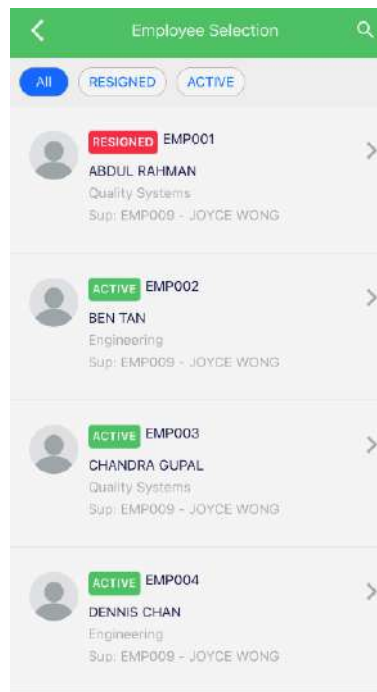 Employee Selection
All RESIGNED ACTIVE
RESIGNED EMP001
ABDUL RAHMAN
Quality Systems
Sup: EMP009 - JOYCE WONG
ACTIVE EMP002
BEN TAN
Engineering
Sup: EMP009 - JOYCE WONG
ACTIVE EMP003
CHANDRA GUPAL
Quality Systems
Sup: EMP009 - JOYCE WONG
ACTIVE EMP004
DENNIS CHAN
Engineering
Sup: EMP009 - JOYCE WONG